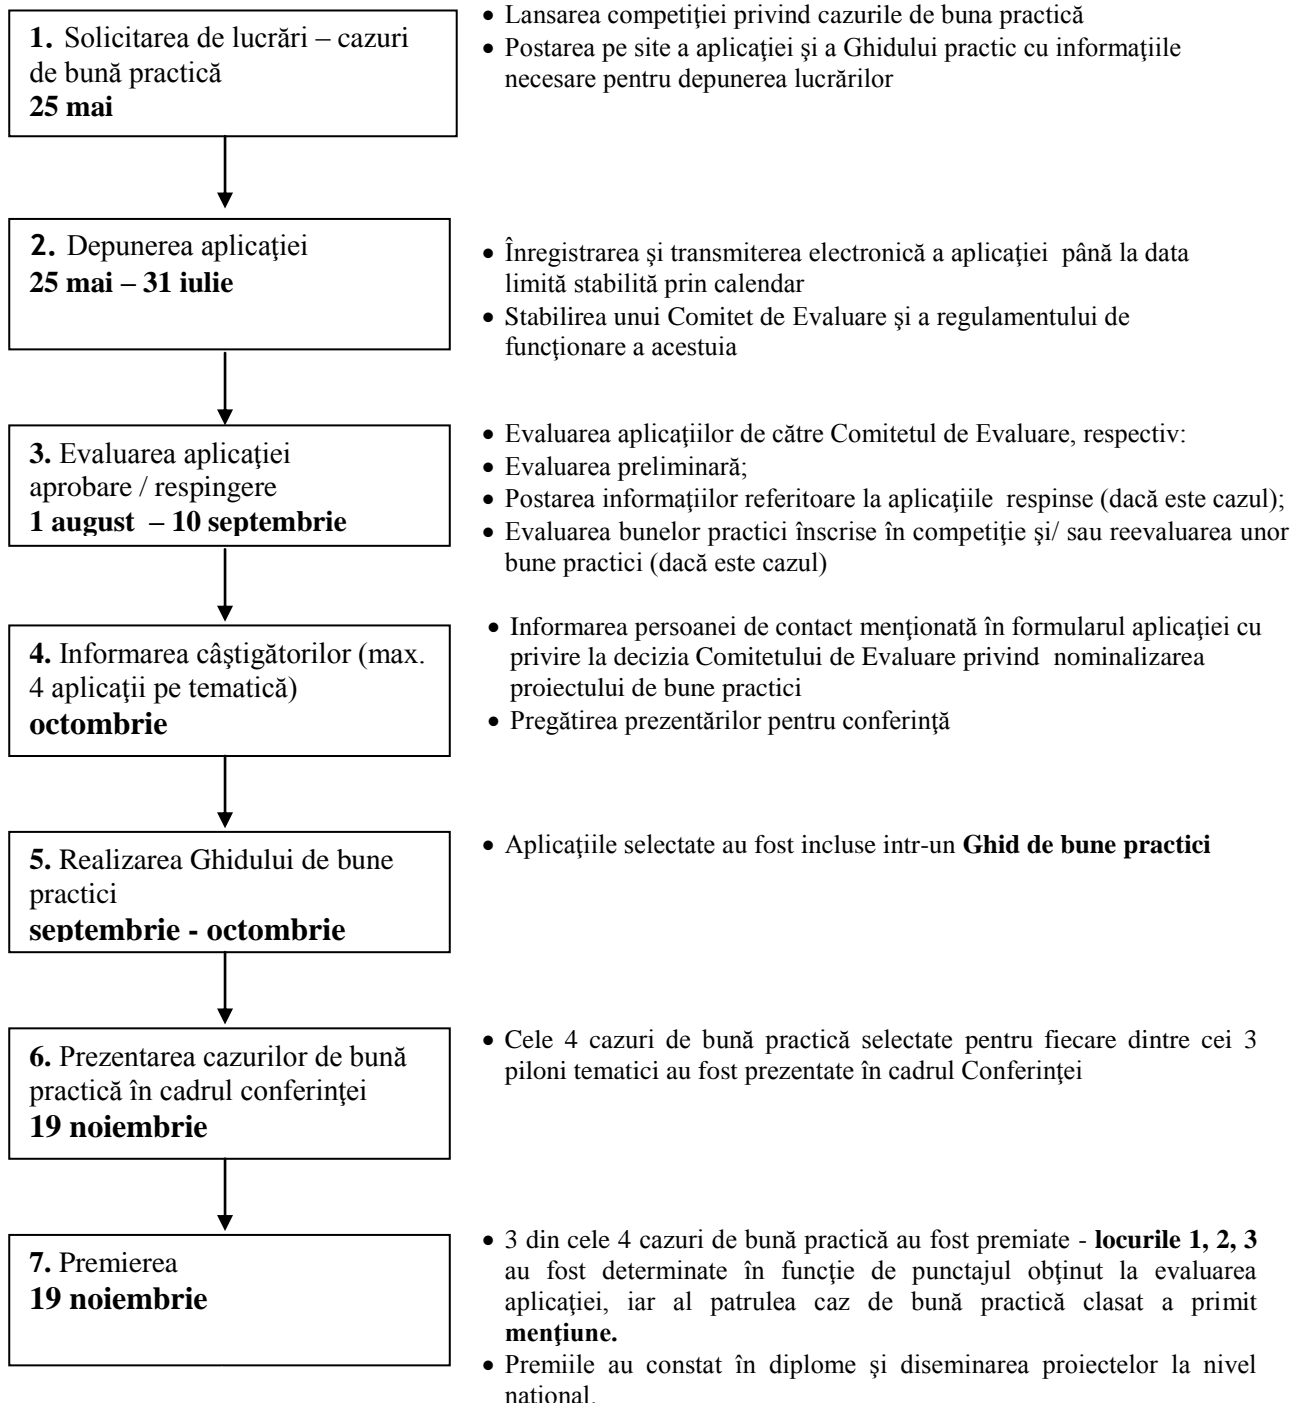 1. Solicitarea de lucrări – cazuri
de bună practică
25 mai
• Lansarea competiţiei privind cazurile de buna practică
• Postarea pe site a aplicaţiei şi a Ghidului practic cu informaţiile
necesare pentru depunerea lucrărilor
2. Depunerea aplicaţiei
25 mai – 31 iulie
• Înregistrarea şi transmiterea electronică a aplicaţiei până la data
limită stabilită prin calendar
• Stabilirea unui Comitet de Evaluare şi a regulamentului de
funcţionare a acestuia
3. Evaluarea aplicaţiei
aprobare / respingere
1 august – 10 septembrie
• Evaluarea aplicaţiilor de către Comitetul de Evaluare, respectiv:
• Evaluarea preliminară;
• Postarea informaţiilor referitoare la aplicaţiile respinse (dacă este cazul);
• Evaluarea bunelor practici înscrise în competiţie şi/ sau reevaluarea unor
bune practici (dacă este cazul)
4. Informarea câştigătorilor (max.
4 aplicaţii pe tematică)
octombrie
• Informarea persoanei de contact menţionată în formularul aplicaţiei cu
privire la decizia Comitetului de Evaluare privind nominalizarea
proiectului de bune practici
• Pregătirea prezentărilor pentru conferinţă
5. Realizarea Ghidului de bune
practici
septembrie - octombrie
• Aplicaţiile selectate au fost incluse intr-un Ghid de bune practici
6. Prezentarea cazurilor de bună
practică în cadrul conferinţei
19 noiembrie
• Cele 4 cazuri de bună practică selectate pentru fiecare dintre cei 3
piloni tematici au fost prezentate în cadrul Conferinţei
7. Premierea
19 noiembrie
• 3 din cele 4 cazuri de bună practică au fost premiate - locurile 1, 2, 3
au fost determinate în funcţie de punctajul obţinut la evaluarea
aplicaţiei, iar al patrulea caz de bună practică clasat a primit
menţiune.
• Premiile au constat în diplome şi diseminarea proiectelor la nivel
naţional.